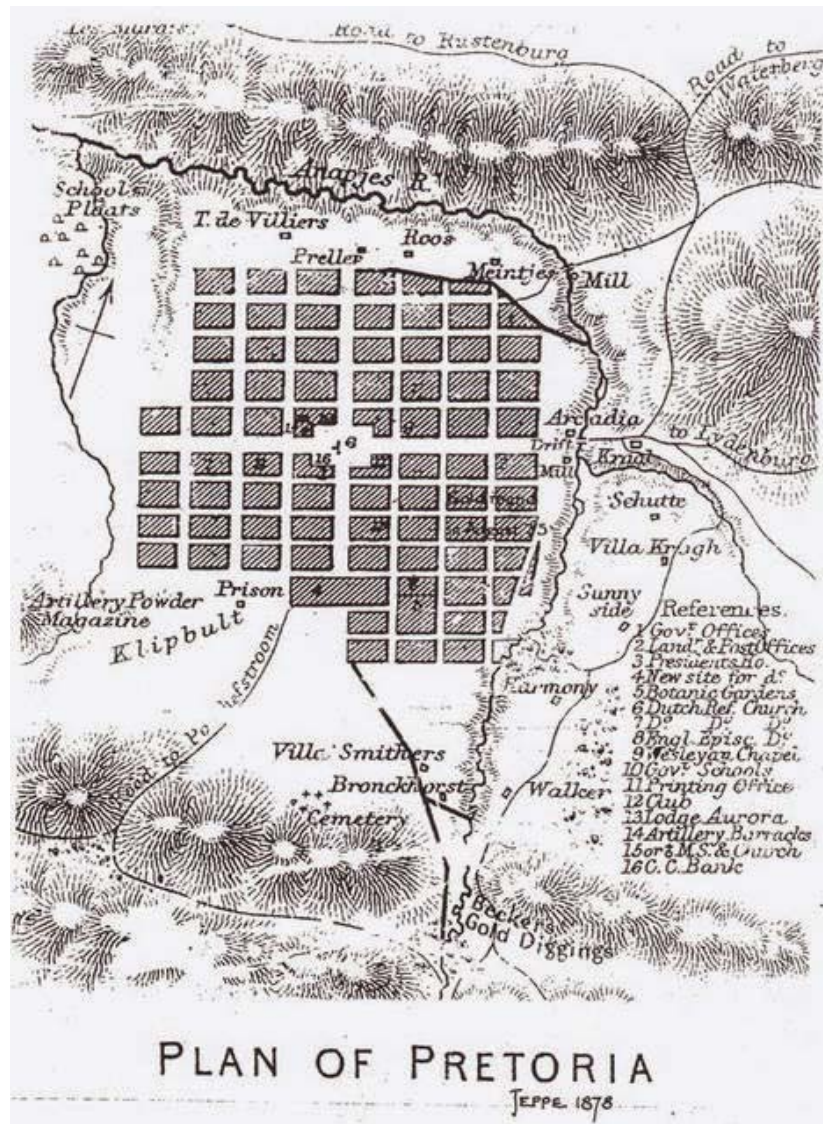 Road to Rustenburg
Road to
Waterberg
Aapjes R.
Schools
Plaats
T. de Villiers
Preller
Roos
Meintjes
Mill
Arcadia
Drift
to Lydenburg
Mill
Kraal
Schutte
Villa Krogh
Sunny
side
Prison
Artillery Powder
Magazine
Klipbult
Harmony
Road to Po
efstroom
Villa Smithers
Bronckhorst
Walker
Cemetery
Beckers
Gold Diggings
References.
1 Govt. Offices
2 Landt. & Post Offices
3 Presidents Ho.
4 New site for do.
5 Botanic Gardens
6 Dutch Ref. Church
7 Do. Do. Do.
8 Engl. Episc. Do.
9 Wesleyan Chapel
10 Govt. Schools
11 Printing Office
12 Club
13 Lodge Aurora
14 Artillery Barracks
15 M.S. & Church
16 C.C. Bank
PLAN OF PRETORIA
JEPPE 1878